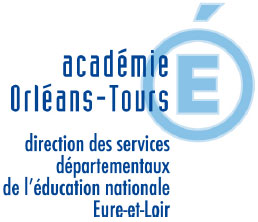 académie
Orléans-Tours
É
direction des services
départementaux
de l'éducation nationale
Eure-et-Loir